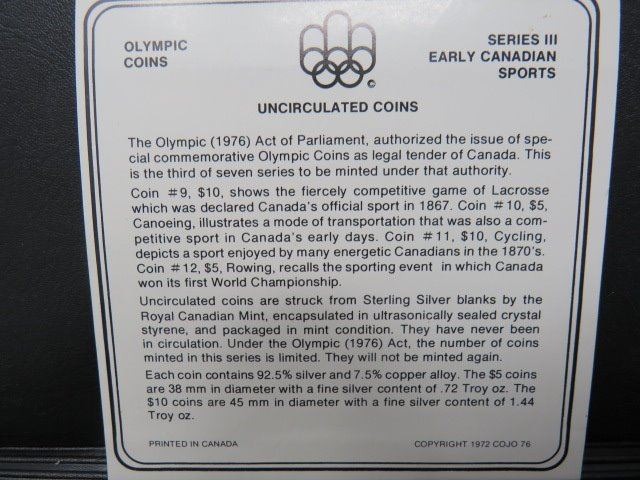 OLYMPIC
COINS
SERIES III
EARLY CANADIAN
SPORTS
©
UNCIRCULATED COINS
The Olympic (1976) Act of Parliament, authorized the issue of spe-
cial commemorative Olympic Coins as legal tender of Canada. This
is the third of seven series to be minted under that authority.
Coin #9, $10, shows the fiercely competitive game of Lacrosse
which was declared Canada's official sport in 1867. Coin #10, $5,
Canoeing, illustrates a mode of transportation that was also a com-
petitive sport in Canada's early days. Coin #11, $10, Cycling,
depicts a sport enjoyed by many energetic Canadians in the 1870's.
Coin #12, $5, Rowing, recalls the sporting event in which Canada
won its first World Championship.
Uncirculated coins are struck from Sterling Silver blanks by the
Royal Canadian Mint, encapsulated in ultrasonically sealed crystal
styrene, and packaged in mint condition. They have never been
in circulation. Under the Olympic (1976) Act, the number of coins
minted in this series is limited. They will not be minted again.
Each coin contains 92.5% silver and 7.5% copper alloy. The $5 coins
are 38 mm in diameter with a fine silver content of .72 Troy oz. The
$10 coins are 45 mm in diameter with a fine silver content of 1.44
Troy oz.
PRINTED IN CANADA
COPYRIGHT 1972 COJO 76